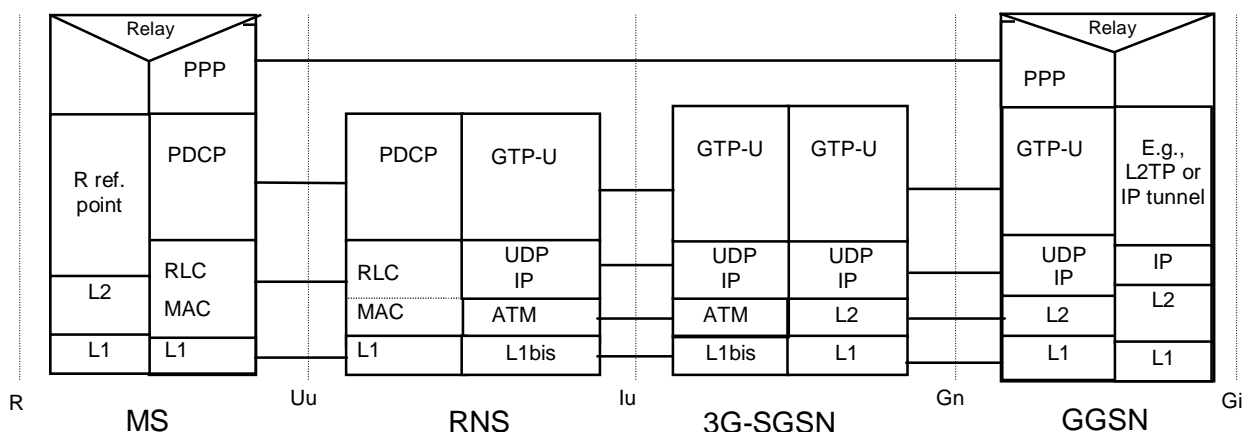 Relay
Relay
PPP
PPP
R ref.
point
PDCP
PDCP
GTP-U
GTP-U
GTP-U
GTP-U
E.g.,
L2TP or
IP tunnel
RLC
MAC
RLC
MAC
UDP
IP
UDP
IP
UDP
IP
UDP
IP
IP
L2
ATM
ATM
L2
L2
L2
L1
L1
L1
L1bis
L1bis
L1
L1
L1
R
Uu
Iu
Gn
Gi
MS
RNS
3G-SGSN
GGSN